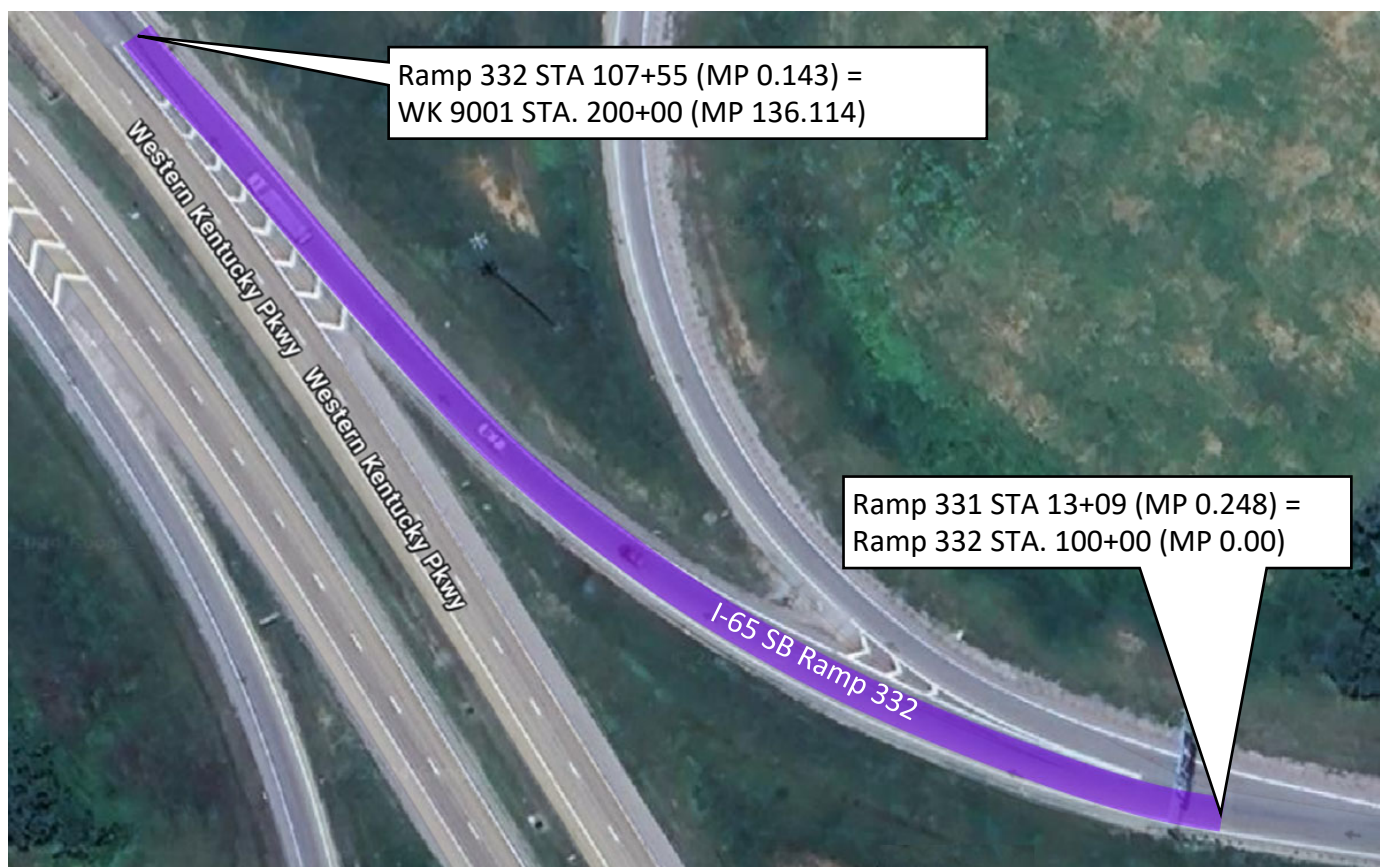 Ramp 332 STA 107+55 (MP 0.143) =
WK 9001 STA. 200+00 (MP 136.114)
Western Kentucky Pkwy
Western Kentucky Pkwy
Ramp 331 STA 13+09 (MP 0.248) =
Ramp 332 STA. 100+00 (MP 0.00)
I-65 SB Ramp 332